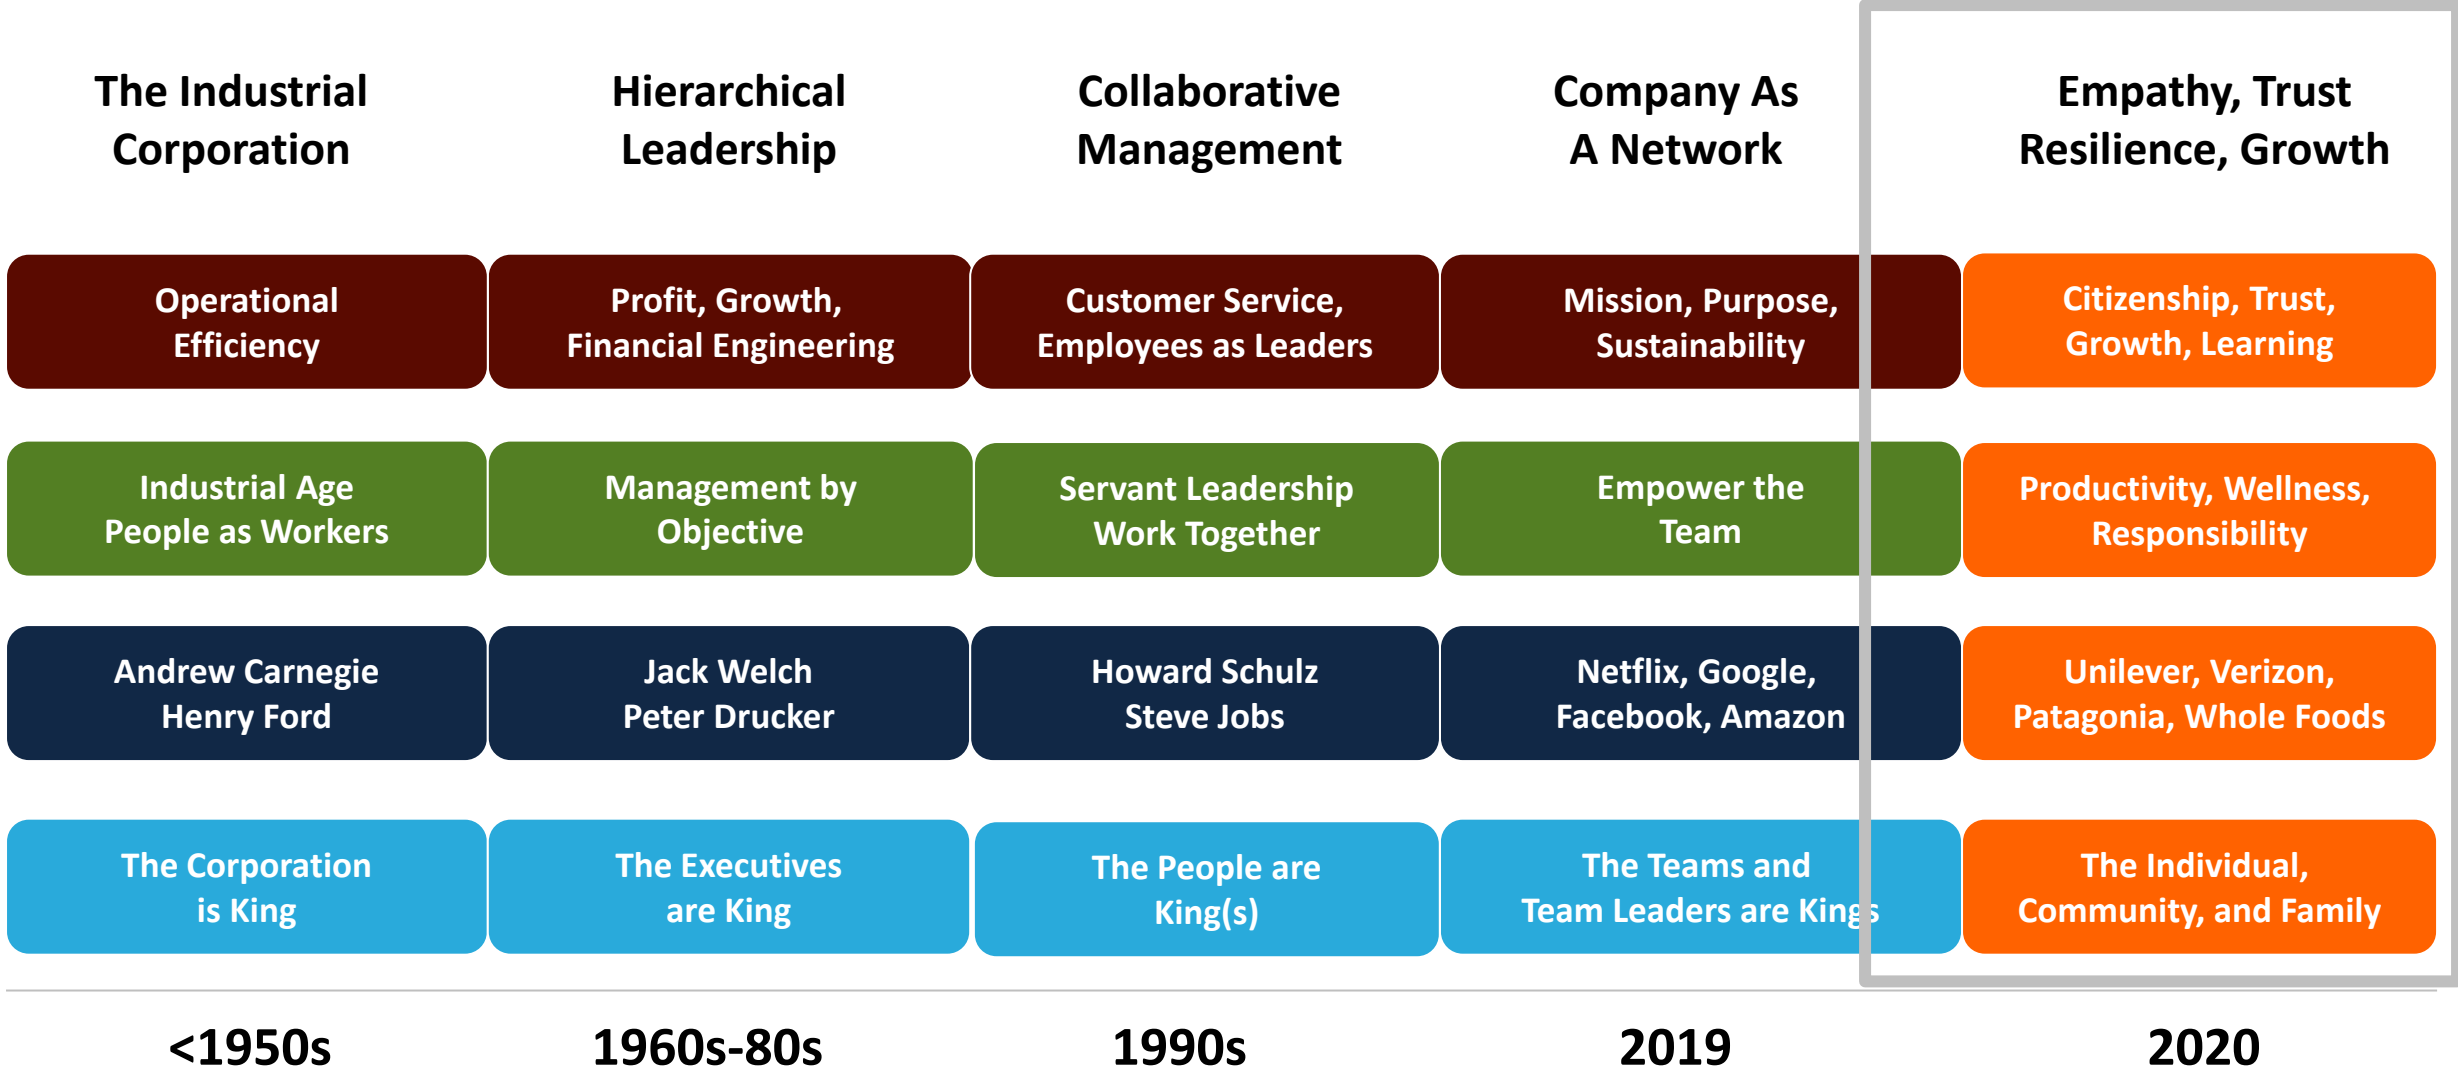 The Industrial
Corporation
Hierarchical
Leadership
Collaborative
Management
Company As
A Network
Empathy, Trust
Resilience, Growth
Operational
Efficiency
Profit, Growth,
Financial Engineering
Customer Service,
Employees as Leaders
Mission, Purpose,
Sustainability
Citizenship, Trust,
Growth, Learning
Industrial Age
People as Workers
Management by
Objective
Servant Leadership
Work Together
Empower the
Team
Productivity, Wellness,
Responsibility
Andrew Carnegie
Henry Ford
Jack Welch
Peter Drucker
Howard Schulz
Steve Jobs
Netflix, Google,
Facebook, Amazon
Unilever, Verizon,
Patagonia, Whole Foods
The Corporation
is King
The Executives
are King
The People are
King(s)
The Teams and
Team Leaders are Kings
The Individual,
Community, and Family
<1950s
1960s-80s
1990s
2019
2020